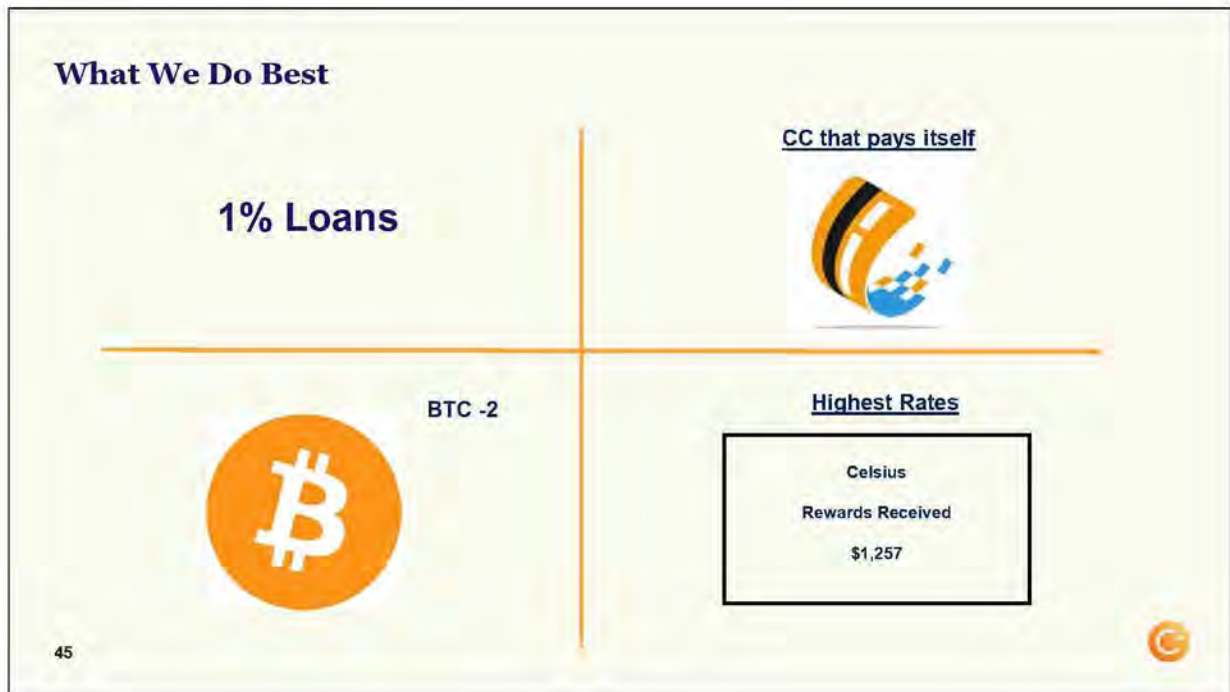 What We Do Best
1% Loans
CC that pays itself
BTC -2
Highest Rates
Celsius
Rewards Received
$1,257
45